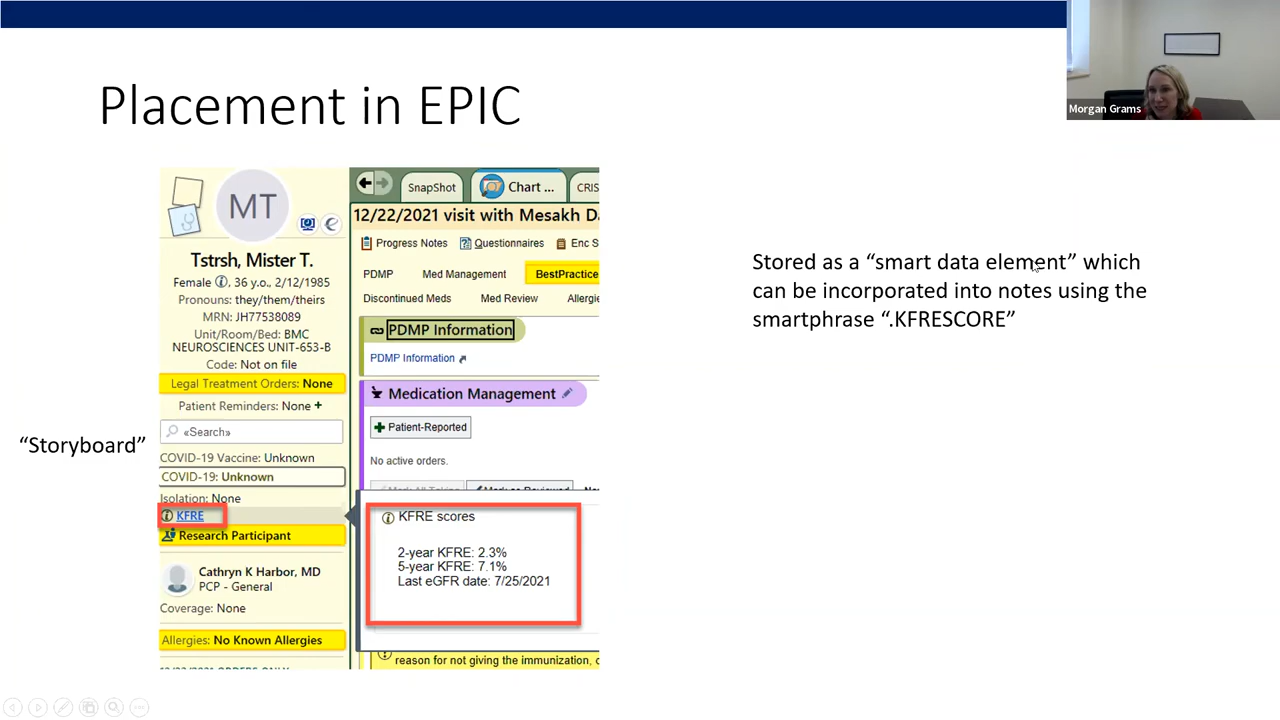 Placement in EPIC
Morgan Grams
MT
Tstrsh, Mister T.
Female, 36 y.o., 2/12/1985
Pronouns: they/them/theirs
MRN: JH77538089
Unit/Room/Bed: BMC
NEUROSCIENCES UNIT-653-B
Code: Not on file
Legal Treatment Orders: None
Patient Reminders: None +
«Search»
COVID-19 Vaccine: Unknown
COVID-19: Unknown
Isolation: None
KFRE
Research Participant
Cathryn K Harbor, MD
PCP - General
Coverage: None
Allergies: No Known Allergies
“Storyboard”
SnapShot
Chart ...
CRIS
12/22/2021 visit with Mesakh Da
Progress Notes Questionnaires Enc S
PDMP Med Management BestPractice
Discontinued Meds Med Review Allergie
PDMP Information
PDMP Information
Medication Management
Patient-Reported
No active orders.
KFRE scores
2-year KFRE: 2.3%
5-year KFRE: 7.1%
Last eGFR date: 7/25/2021
reason for not giving the immunization, c
Stored as a “smart data element” which
can be incorporated into notes using the
smartphrase “.KFRESCORE”